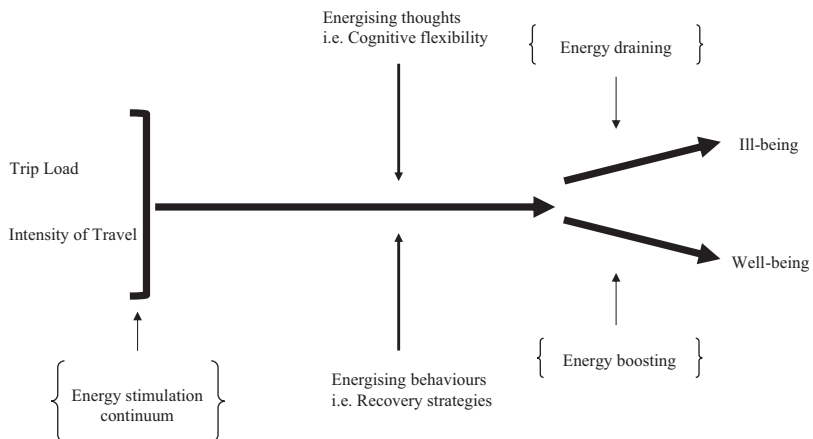 Energising thoughts
i.e. Cognitive flexibility
{ Energy draining }
Trip Load
Ill-being
Intensity of Travel
Well-being
{ Energy stimulation
continuum }
Energising behaviours
i.e. Recovery strategies
{ Energy boosting }